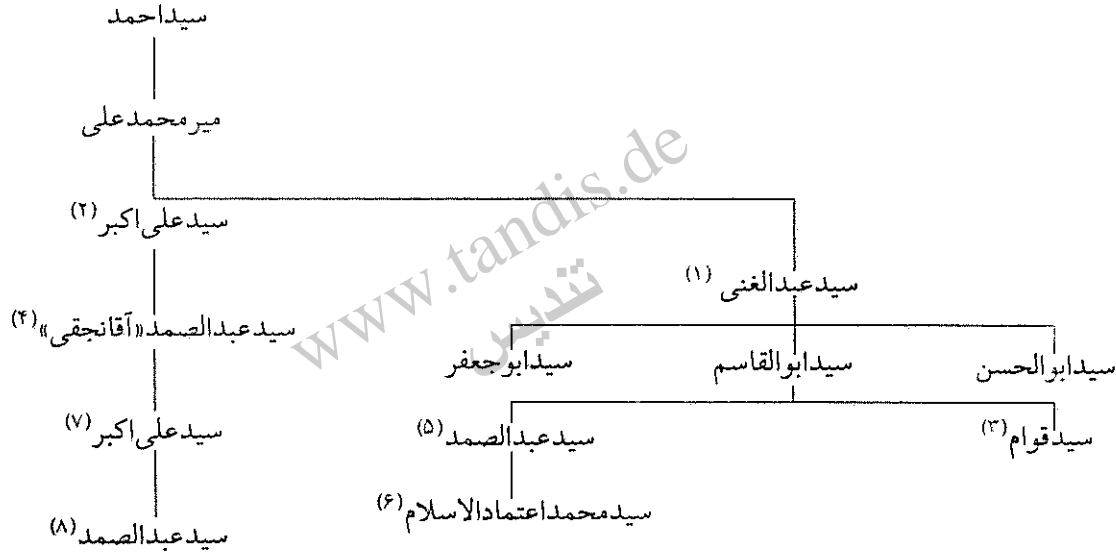 سیداحمد
میرمحمدعلی
سیدعلی‌اکبر (۲)
سیدعبدالغنی (۱)
سیدعبدالصمد«آقانجقی» (۴)
سیدابوالحسن
سیدابوالقاسم
سیدابوجعفر
سیدقوام (۳)
سیدعبدالصمد (۵)
سیدعلی‌اکبر (۷)
سیدمحمداعتمادالاسلام (۶)
سیدعبدالصمد (۸)
www.tandis.de
تندیس